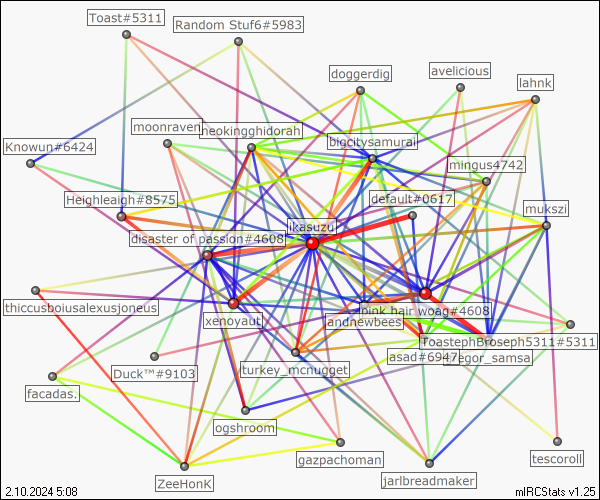 Toast#5311
Random Stuf6#5983
doggerdig
avelicious
lahnk
moonraven
neokingghidorah
bigcitysamurai
Knowun#6424
mingus4742
Heighleaigh#8575
default#0617
mukszi
ikasuzu
disaster of passion#4608
thiccusboiusalexusjoneus
pink hair woag#4608
xenoyaut
andnewbees
ToastephBroseph5311#5311
asad#6947
gregor_samsa
Duck™#9103
turkey_mcnugget
facadas.
ogshroom
gazpachoman
tescoroll
ZeeHonK
jarlbreadmaker
2.10.2024 5:08
mIRCStats v1.25